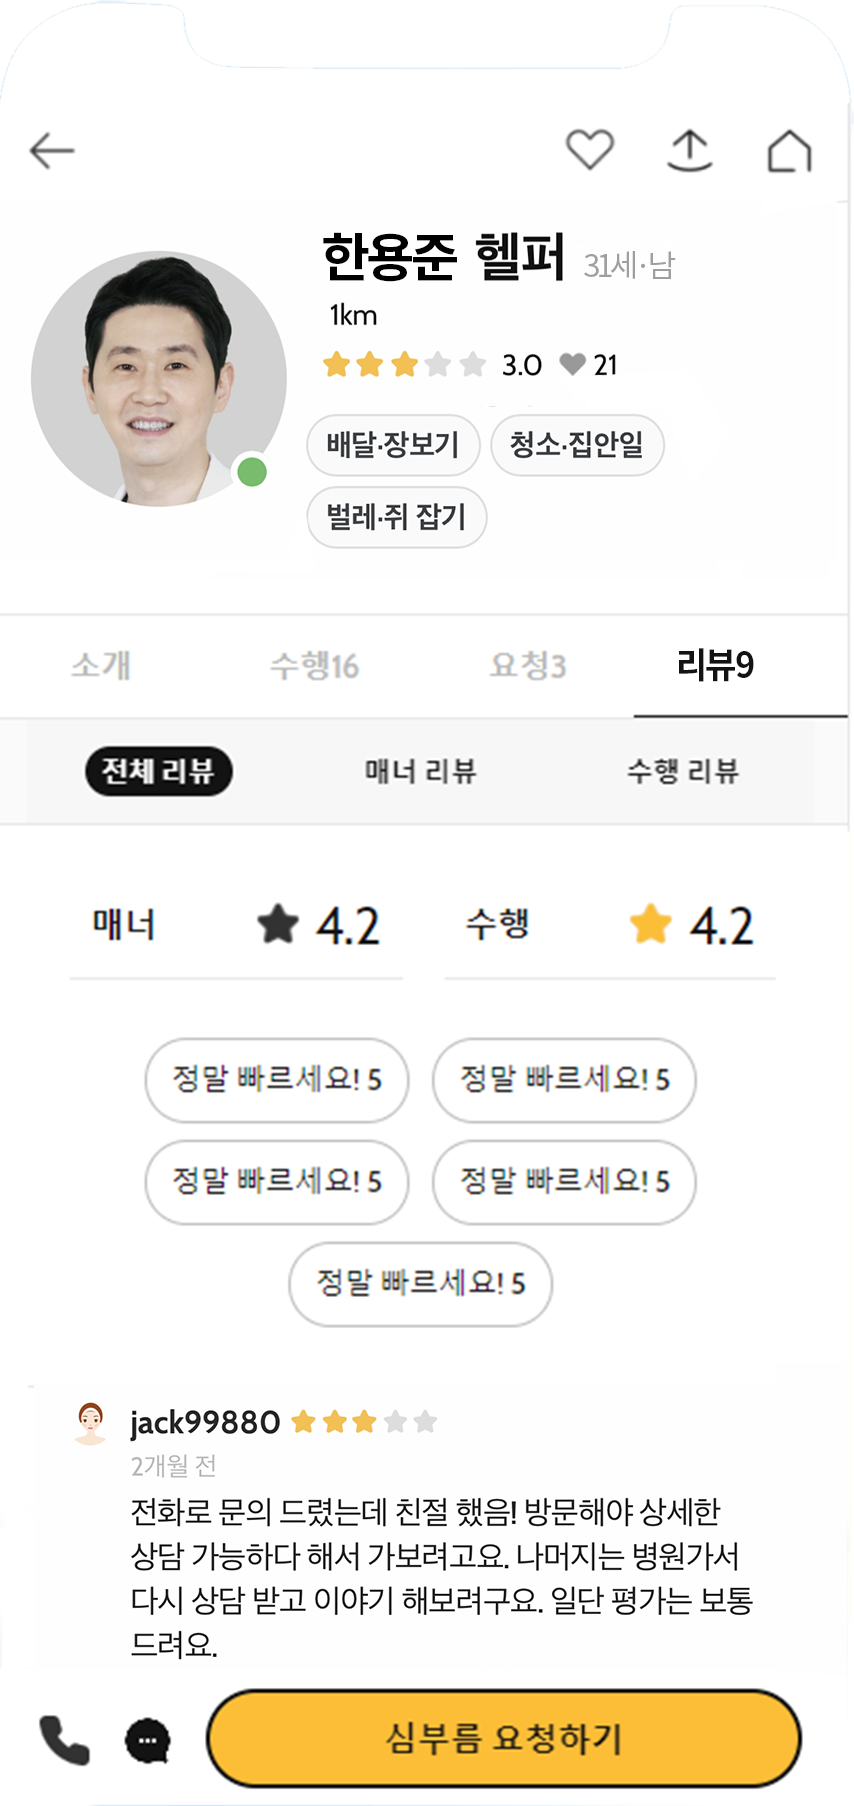 한용준 헬퍼 31세·남
1km
3.0 21
배달·장보기 청소·집안일
벌레·쥐 잡기
소개 수행16 요청3 리뷰9
전체 리뷰 매너 리뷰 수행 리뷰
매너 4.2 수행 4.2
정말 빠르세요! 5 정말 빠르세요! 5
정말 빠르세요! 5 정말 빠르세요! 5
정말 빠르세요! 5
jack99880
2개월 전
전화로 문의 드렸는데 친절 했음! 방문해야 상세한
상담 가능하다 해서 가보려고요. 나머지는 병원가서
다시 상담 받고 이야기 해보려구요. 일단 평가는 보통
드려요.
심부름 요청하기